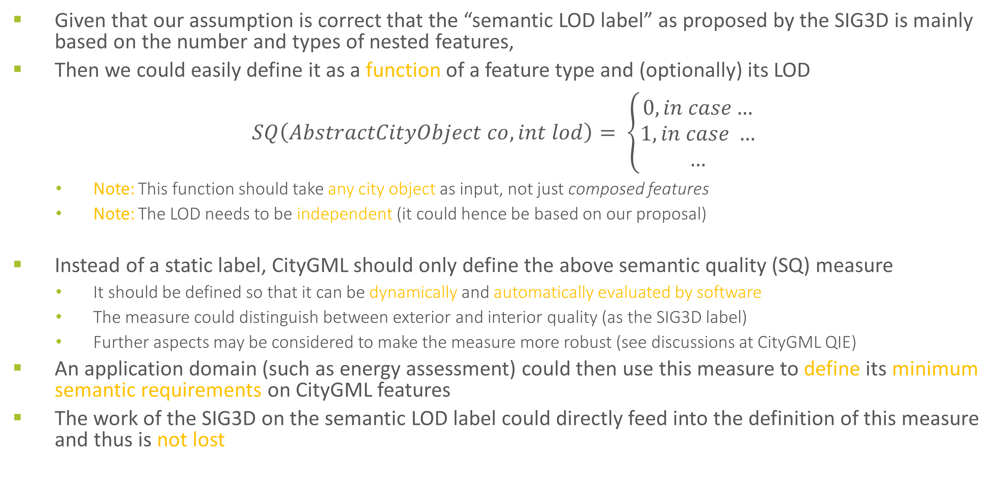 ▪ Given that our assumption is correct that the “semantic LOD label” as proposed by the SIG3D is mainly
based on the number and types of nested features,
▪ Then we could easily define it as a function of a feature type and (optionally) its LOD
0, in case ...
SQ(AbstractCityObject co, int lod) = { 1, in case ...
...
• Note: This function should take any city object as input, not just composed features
• Note: The LOD needs to be independent (it could hence be based on our proposal)
▪ Instead of a static label, CityGML should only define the above semantic quality (SQ) measure
• It should be defined so that it can be dynamically and automatically evaluated by software
• The measure could distinguish between exterior and interior quality (as the SIG3D label)
• Further aspects may be considered to make the measure more robust (see discussions at CityGML QIE)
▪ An application domain (such as energy assessment) could then use this measure to define its minimum
semantic requirements on CityGML features
▪ The work of the SIG3D on the semantic LOD label could directly feed into the definition of this measure
and thus is not lost